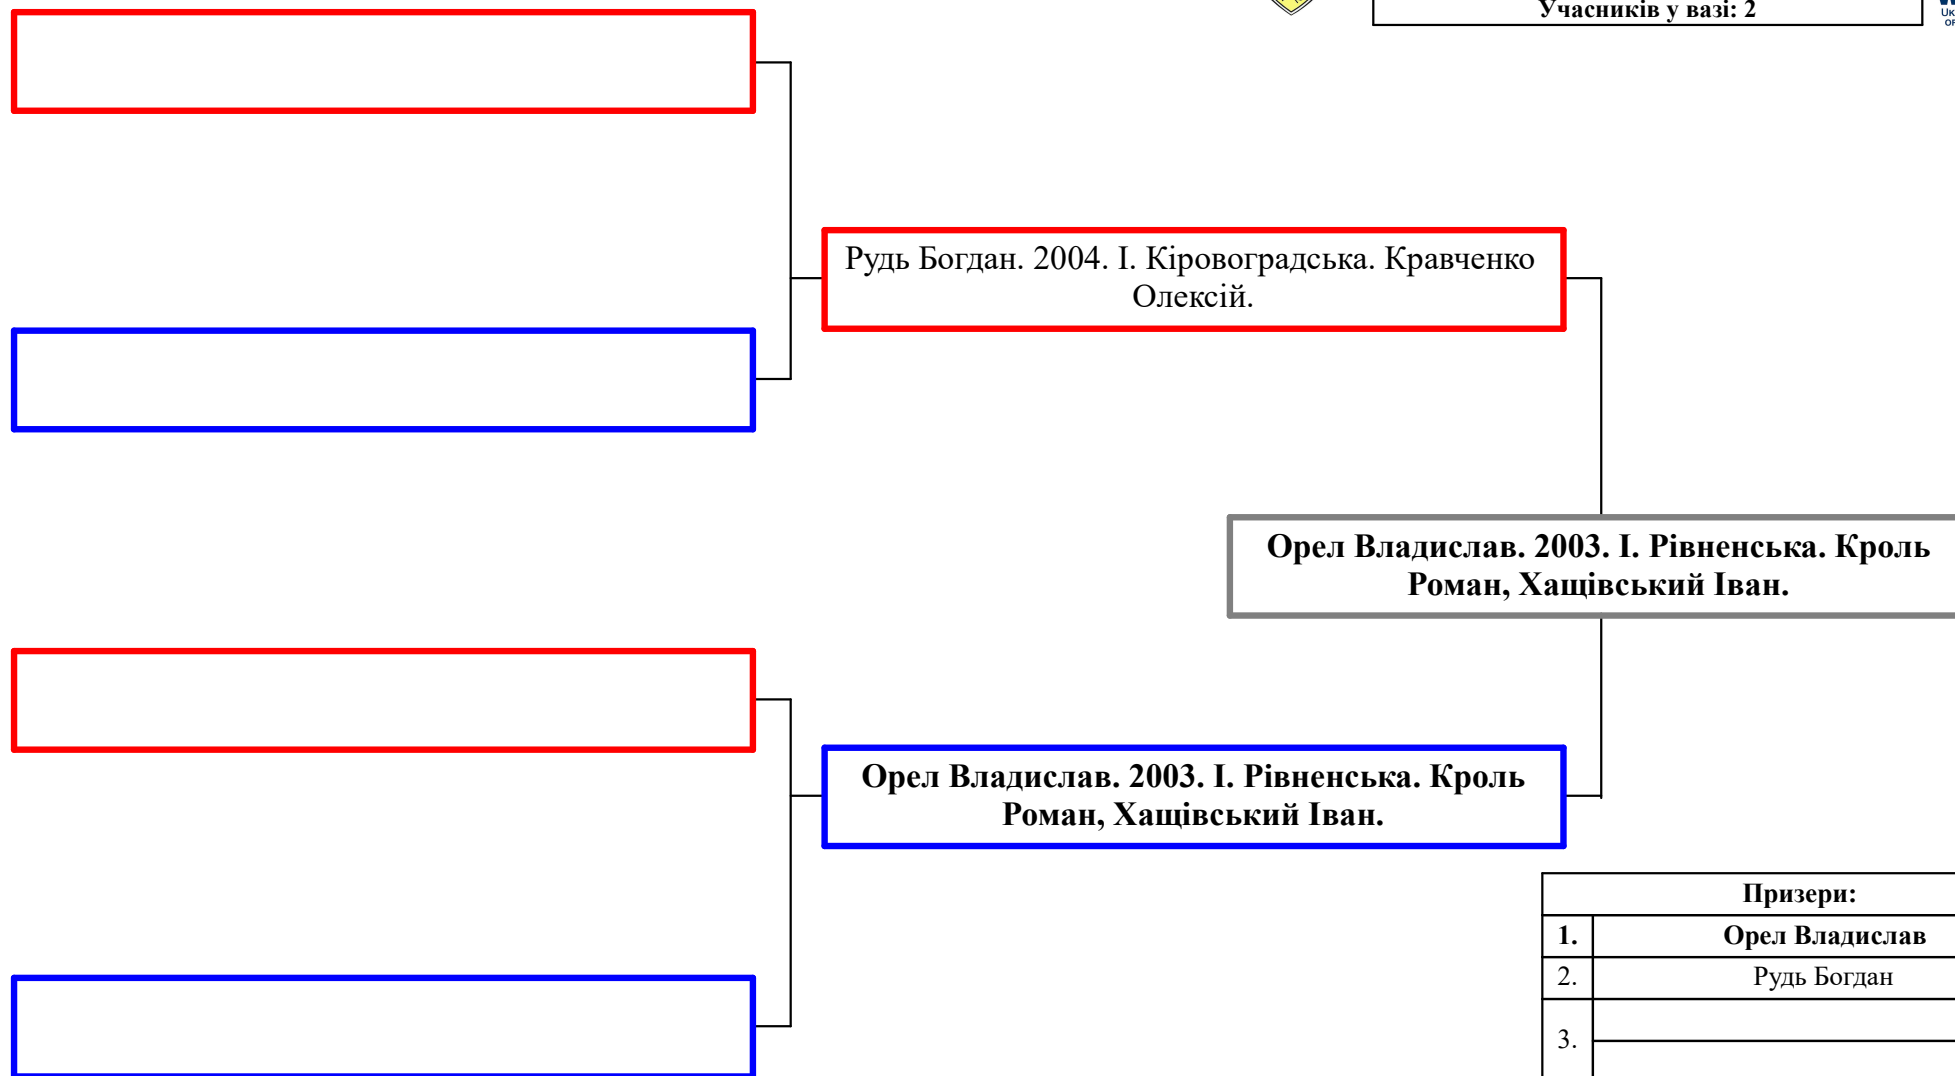 Учасників у вазі: 2
Рудь Богдан. 2004. І. Кіровоградська. Кравченко
Олексій.
Орел Владислав. 2003. І. Рівненська. Кроль
Роман, Хащівський Іван.
Орел Владислав. 2003. І. Рівненська. Кроль
Роман, Хащівський Іван.
Призери:
1. Орел Владислав
2. Рудь Богдан
3.